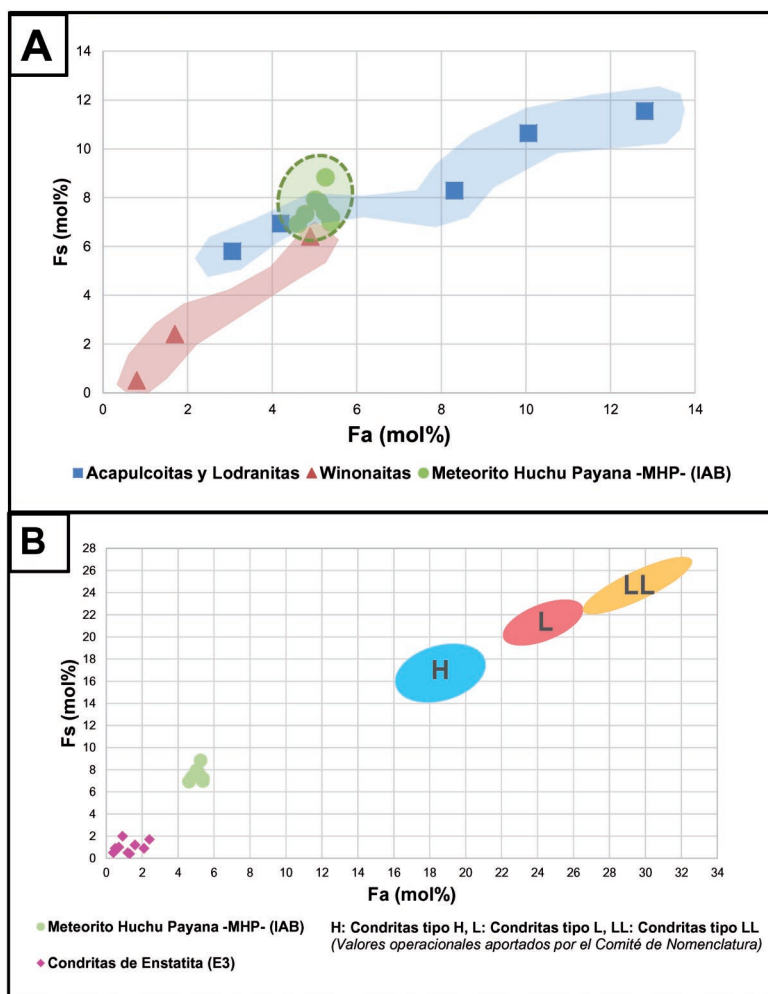 A
14
12
10
8
6
4
2
0
Fs (mol%)
0 2 4 6 8 10 12 14
Fa (mol%)
Acapulcoitas y Lodranitas Winonaitas Meteorito Huchu Payana -MHP- (IAB)
B
28
26
24
22
20
18
16
14
12
10
8
6
4
2
0
Fs (mol%)
LL
L
H
0 2 4 6 8 10 12 14 16 18 20 22 24 26 28 30 32 34
Fa (mol%)
Meteorito Huchu Payana -MHP- (IAB)
Condritas de Enstatita (E3)
H: Condritas tipo H, L: Condritas tipo L, LL: Condritas tipo LL
(Valores operacionales aportados por el Comité de Nomenclatura)